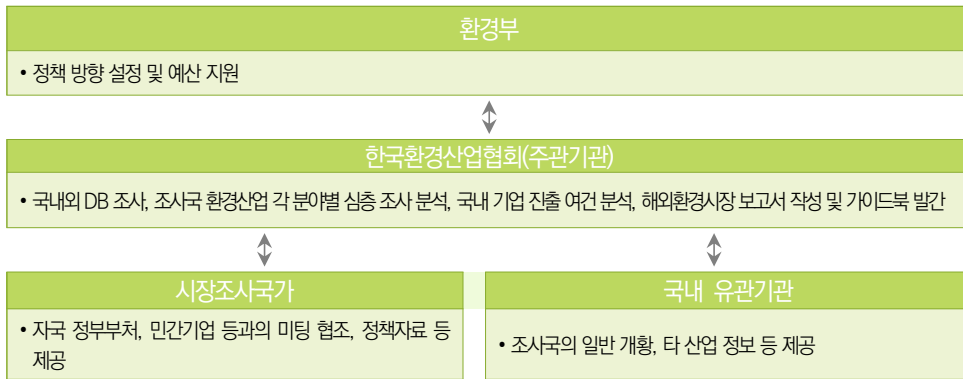 환경부
• 정책 방향 설정 및 예산 지원
한국환경산업협회(주관기관)
• 국내외 DB 조사, 조사국 환경산업 각 분야별 심층 조사 분석, 국내 기업 진출 여건 분석, 해외환경시장 보고서 작성 및 가이드북 발간
시장조사국가
• 자국 정부부처, 민간기업 등과의 미팅 협조, 정책자료 등
제공
국내 유관기관
• 조사국의 일반 개황, 타 산업 정보 등 제공